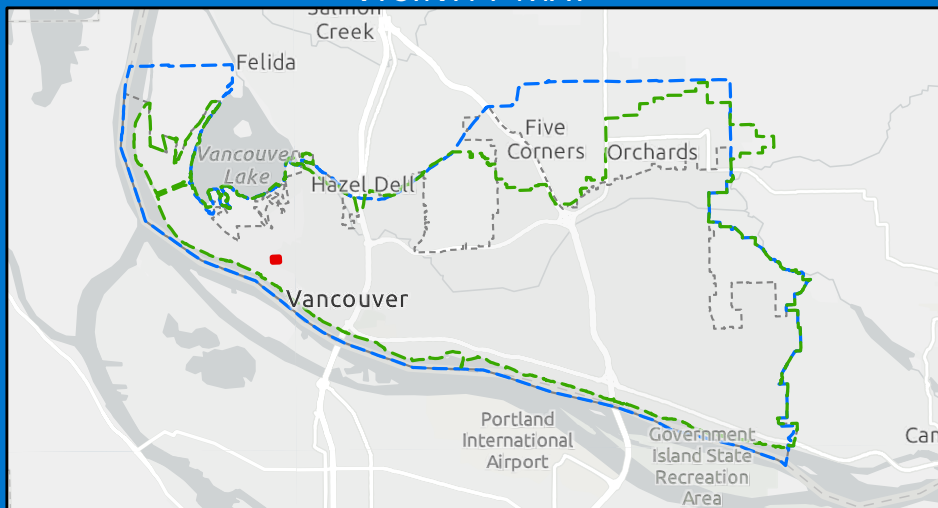 Salmon
Creek
Felida
Five
Corners
Orchards
Vancouver
Lake
Hazel Dell
Vancouver
Portland
International
Airport
Government
Island State
Recreation
Area